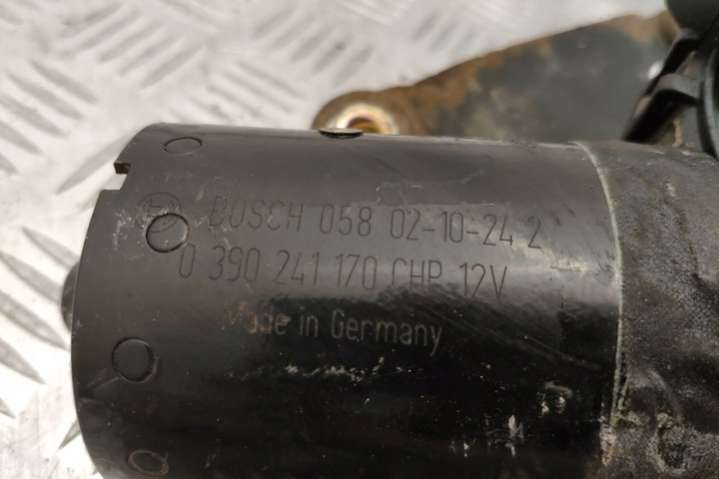 BOSCH 058 02-10-24 2
0 390 241 170 CHP 12V
Made in Germany